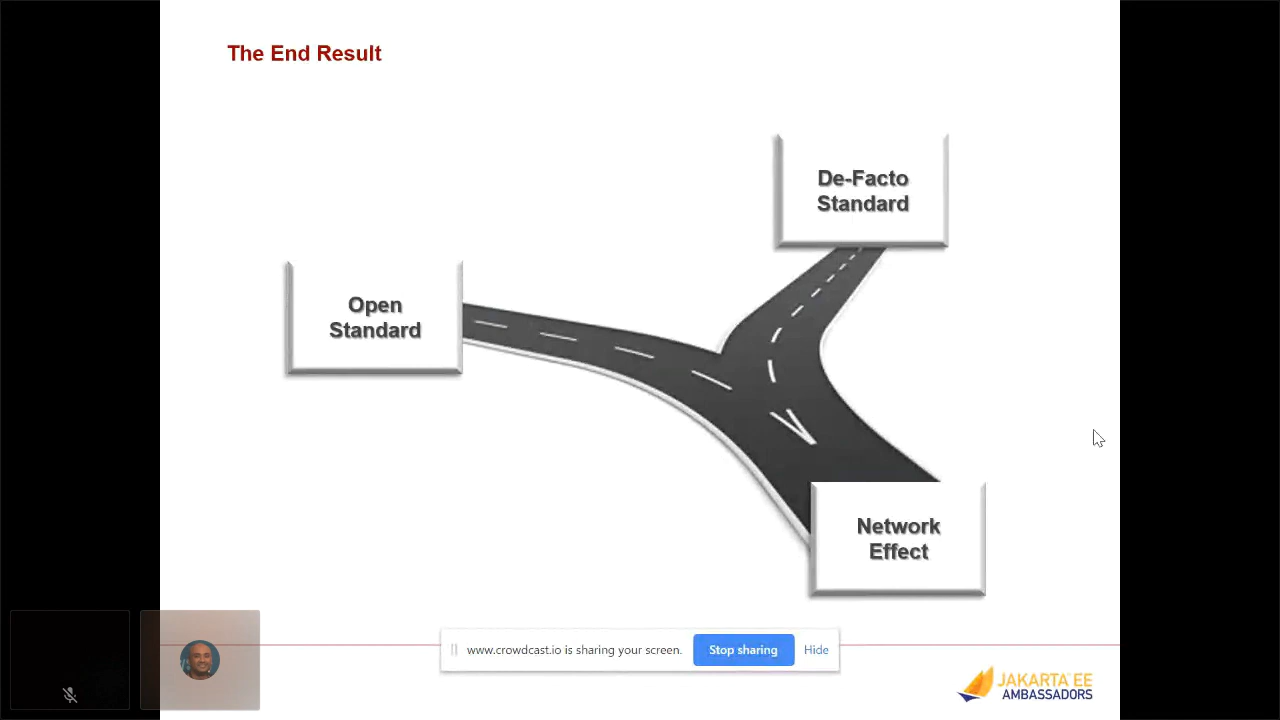 The End Result
De-Facto
Standard
Open
Standard
Network
Effect
www.crowdcast.io is sharing your screen.
Stop sharing
Hide
JAKARTA EE
AMBASSADORS